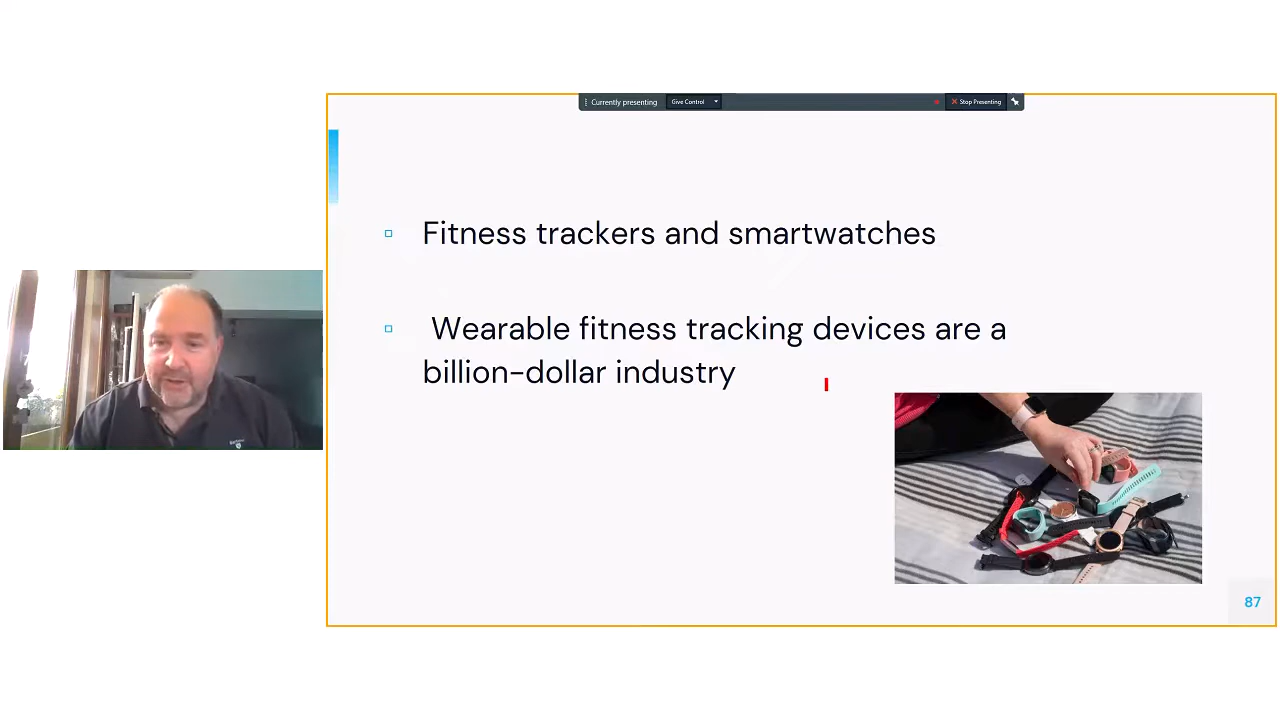 Currently presenting Give Control Stop Presenting
Fitness trackers and smartwatches
Wearable fitness tracking devices are a
billion-dollar industry
87